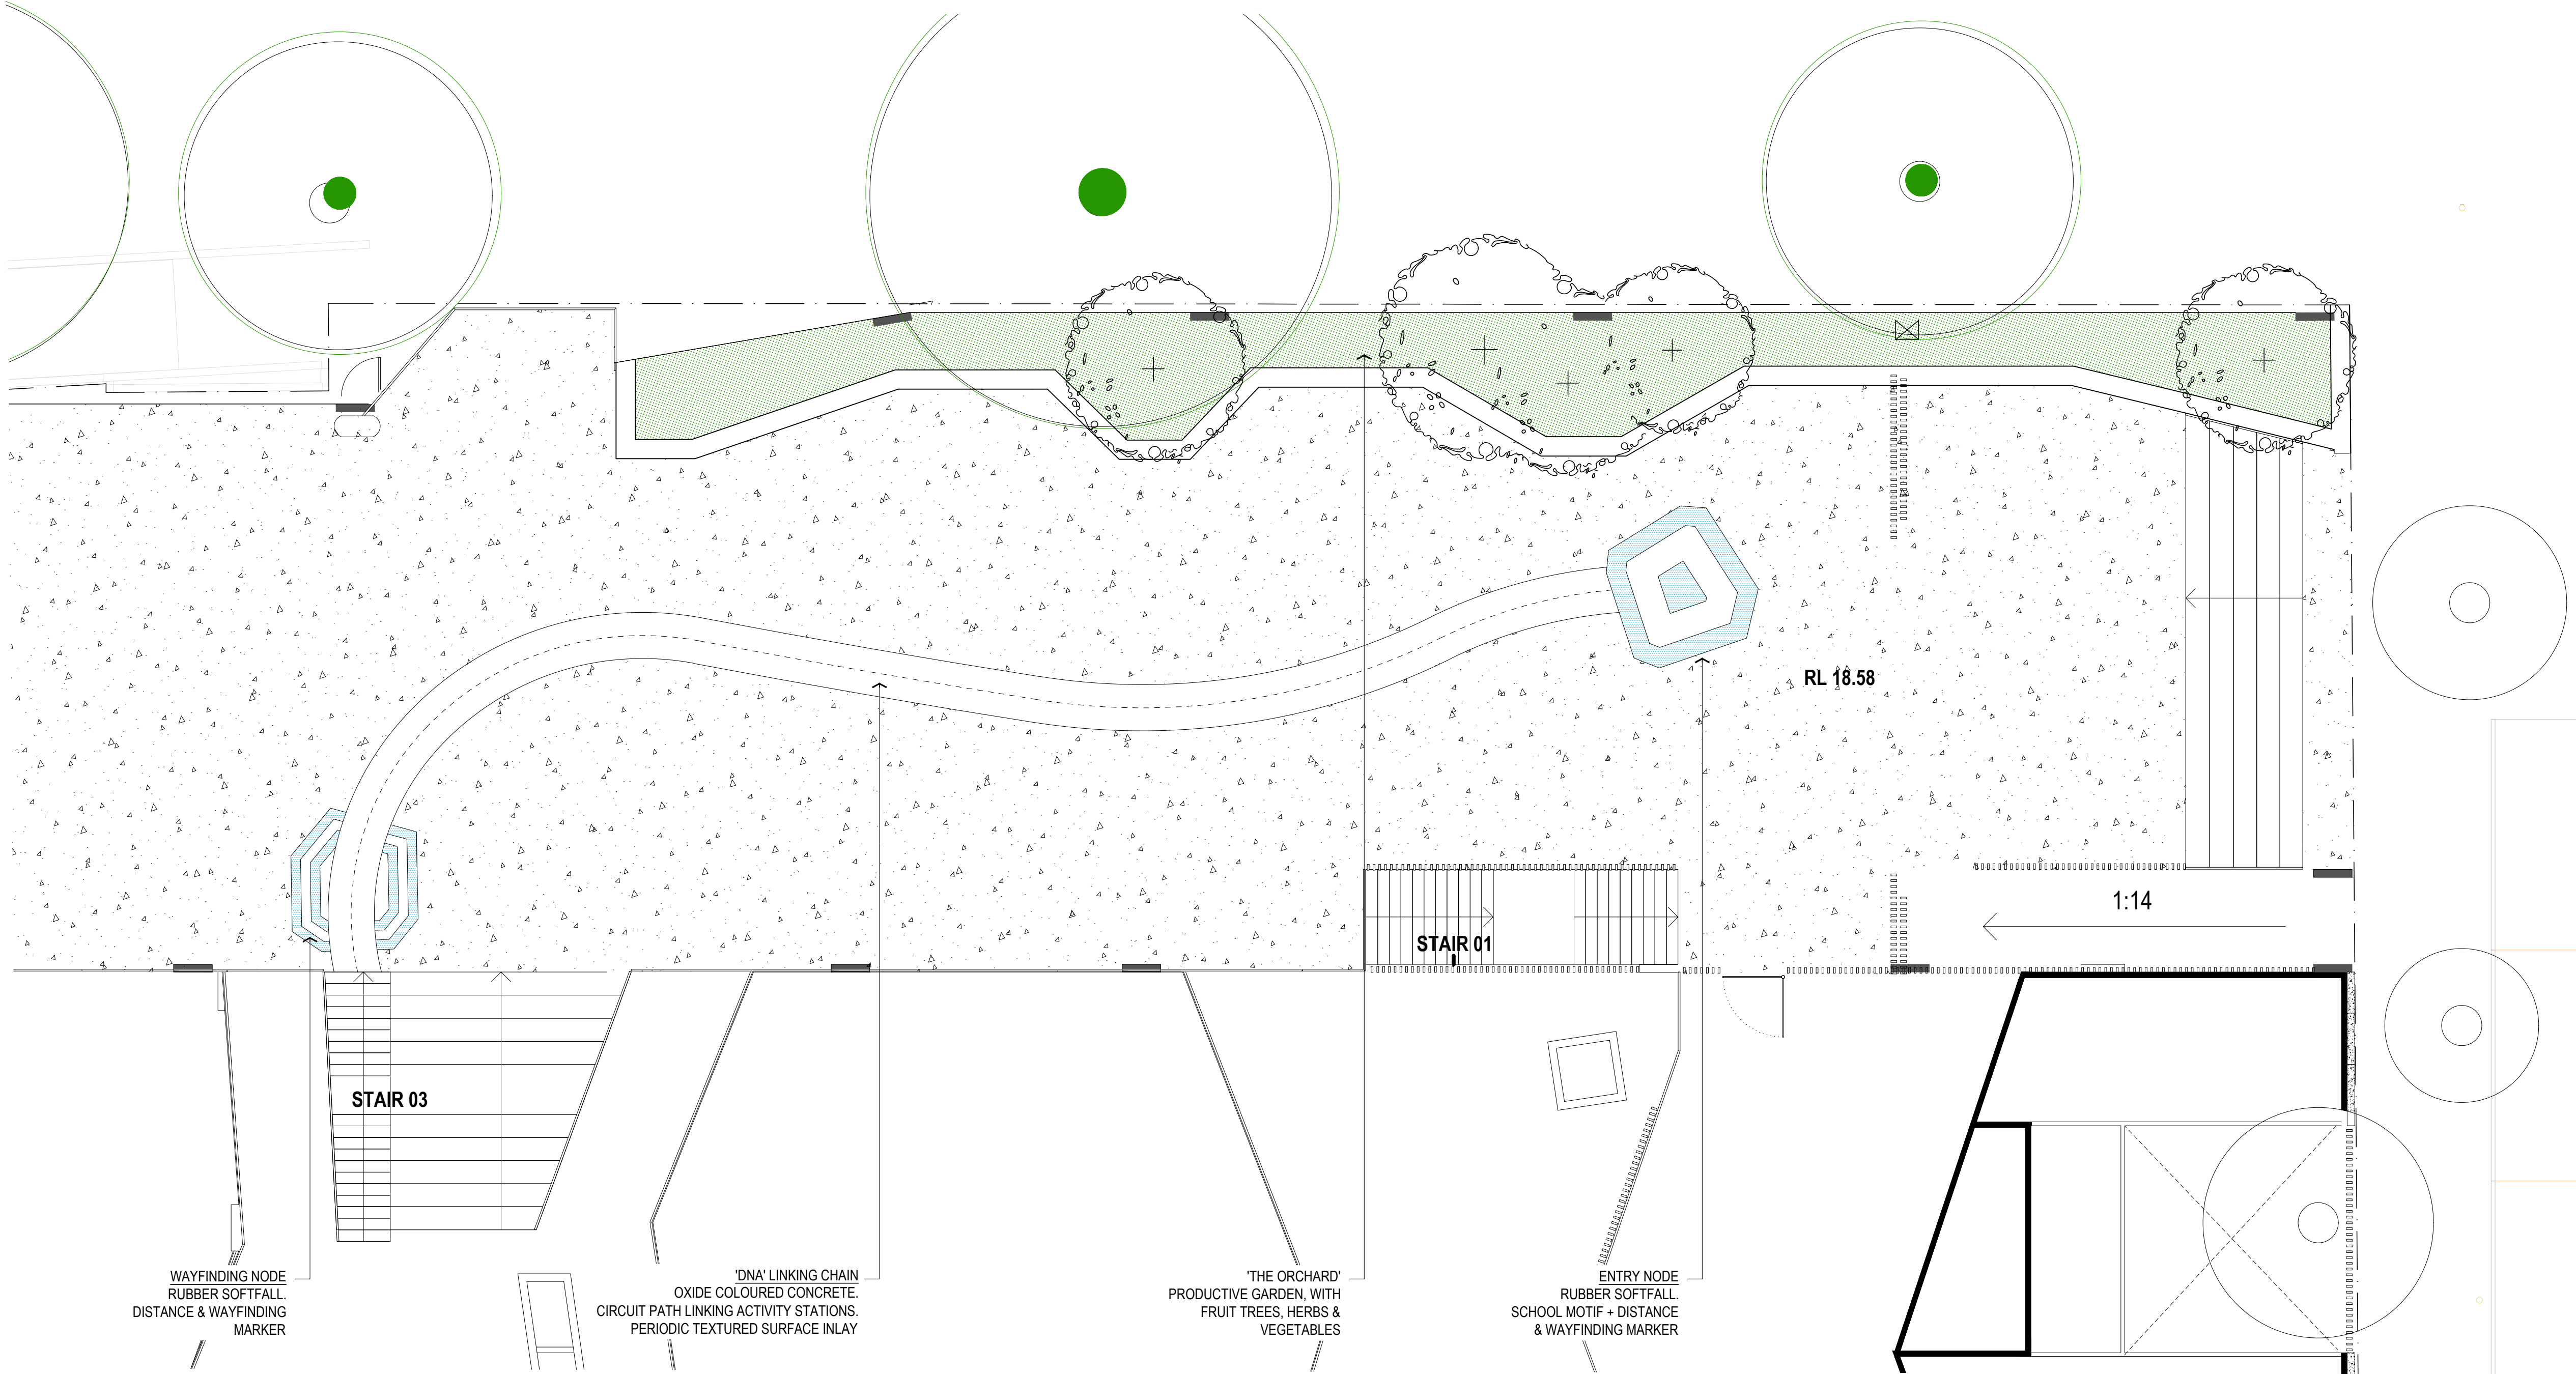 RL 18.58
1:14
STAIR 01
STAIR 03
WAYFINDING NODE
RUBBER SOFTFALL.
DISTANCE & WAYFINDING
MARKER
'DNA' LINKING CHAIN
OXIDE COLOURED CONCRETE.
CIRCUIT PATH LINKING ACTIVITY STATIONS.
PERIODIC TEXTURED SURFACE INLAY
'THE ORCHARD'
PRODUCTIVE GARDEN, WITH
FRUIT TREES, HERBS &
VEGETABLES
ENTRY NODE
RUBBER SOFTFALL.
SCHOOL MOTIF + DISTANCE
& WAYFINDING MARKER